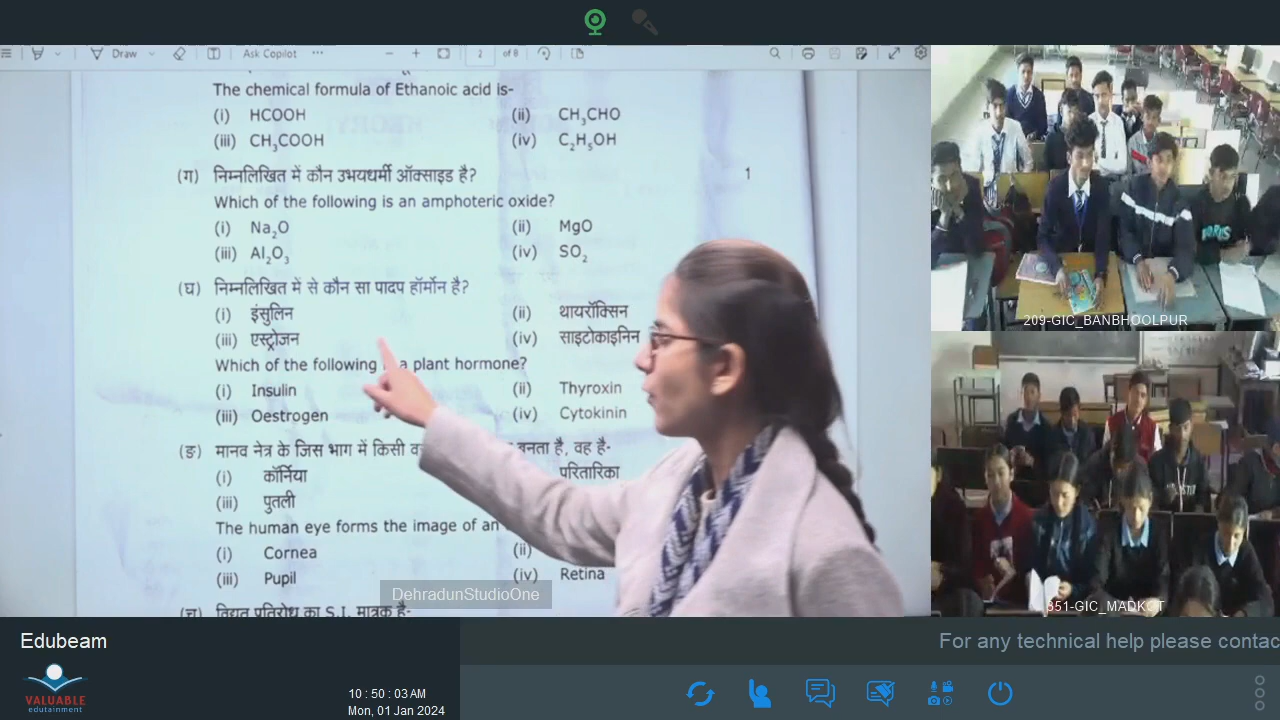 Draw
Ask Copilot
2 of 8
The chemical formula of Ethanoic acid is-
(i) HCOOH (ii) CH₃CHO
(iii) CH₃COOH (iv) C₂H₅OH
(ग) निम्नलिखित में कौन उभयधर्मी ऑक्साइड है? 1
Which of the following is an amphoteric oxide?
(i) Na₂O (ii) MgO
(iii) Al₂O₃ (iv) SO₂
(घ) निम्नलिखित में से कौन सा पादप हॉर्मोन है?
(i) इंसुलिन (ii) थायरॉक्सिन
(iii) एस्ट्रोजन (iv) साइटोकाइनिन
Which of the following a plant hormone?
(i) Insulin (ii) Thyroxin
(iii) Oestrogen (iv) Cytokinin
(ङ) मानव नेत्र के जिस भाग में किसी बनता है, वह है-
(i) कॉर्निया परितारिका
(iii) पुतली
The human eye forms the image of an
(i) Cornea (ii)
(iii) Pupil (iv) Retina
(च) विद्युत प्रतिरोध का S.I. मात्रक है-
DehradunStudioOne
209-GIC_BANBHOOLPUR
351-GIC_MADKOT
Edubeam
VALUABLE
edutainment
10 : 50 : 03 AM
Mon, 01 Jan 2024
For any technical help please contac